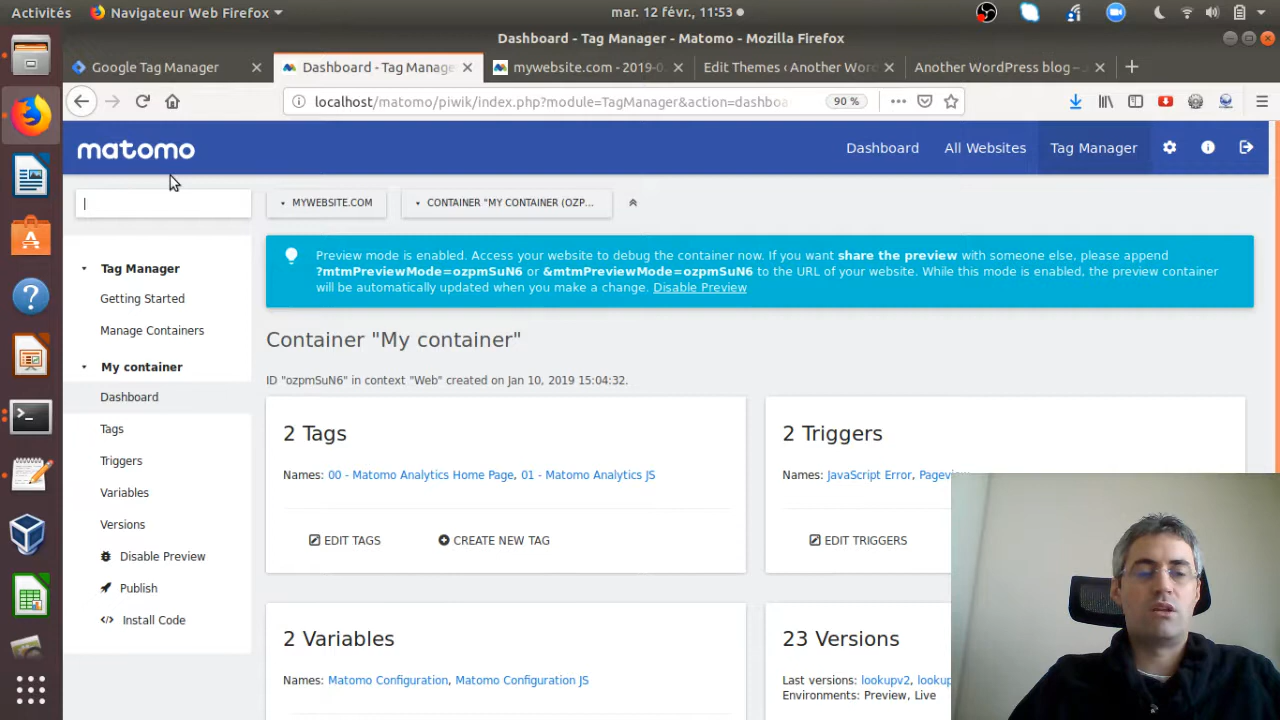 Activités
Navigateur Web Firefox
mar. 12 févr., 11:53
Dashboard - Tag Manager - Matomo - Mozilla Firefox
Google Tag Manager
Dashboard - Tag Manage
mywebsite.com - 2019-0
Edit Themes ‹ Another Wor
Another WordPress blog –
localhost/matomo/piwik/index.php?module=TagManager&action=dashboa
90 %
matomo
Dashboard
All Websites
Tag Manager
MYWEBSITE.COM
CONTAINER "MY CONTAINER (OZP...
Preview mode is enabled. Access your website to debug the container now. If you want share the preview with someone else, please append
?mtmPreviewMode=ozpmSuN6 or &mtmPreviewMode=ozpmSuN6 to the URL of your website. While this mode is enabled, the preview container
will be automatically updated when you make a change. Disable Preview
Tag Manager
Getting Started
Manage Containers
My container
Dashboard
Tags
Triggers
Variables
Versions
Disable Preview
Publish
Install Code
Container "My container"
ID "ozpmSuN6" in context "Web" created on Jan 10, 2019 15:04:32.
2 Tags
Names: 00 - Matomo Analytics Home Page, 01 - Matomo Analytics JS
EDIT TAGS
CREATE NEW TAG
2 Triggers
Names: JavaScript Error, Pageview
EDIT TRIGGERS
2 Variables
Names: Matomo Configuration, Matomo Configuration JS
23 Versions
Last versions: lookupv2, lookup
Environments: Preview, Live